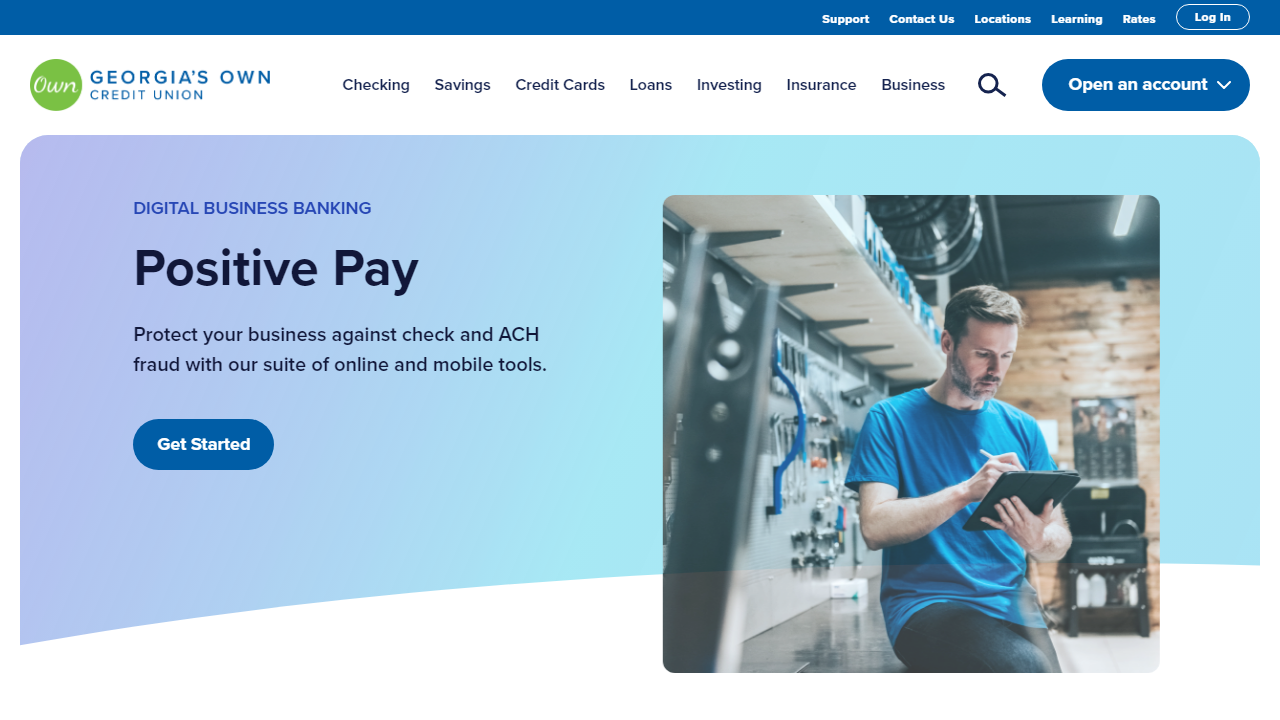 Support Contact Us Locations Learning Rates Log In
Own GEORGIA'S OWN
CREDIT UNION
Checking Savings Credit Cards Loans Investing Insurance Business
Open an account
DIGITAL BUSINESS BANKING
Positive Pay
Protect your business against check and ACH
fraud with our suite of online and mobile tools.
Get Started